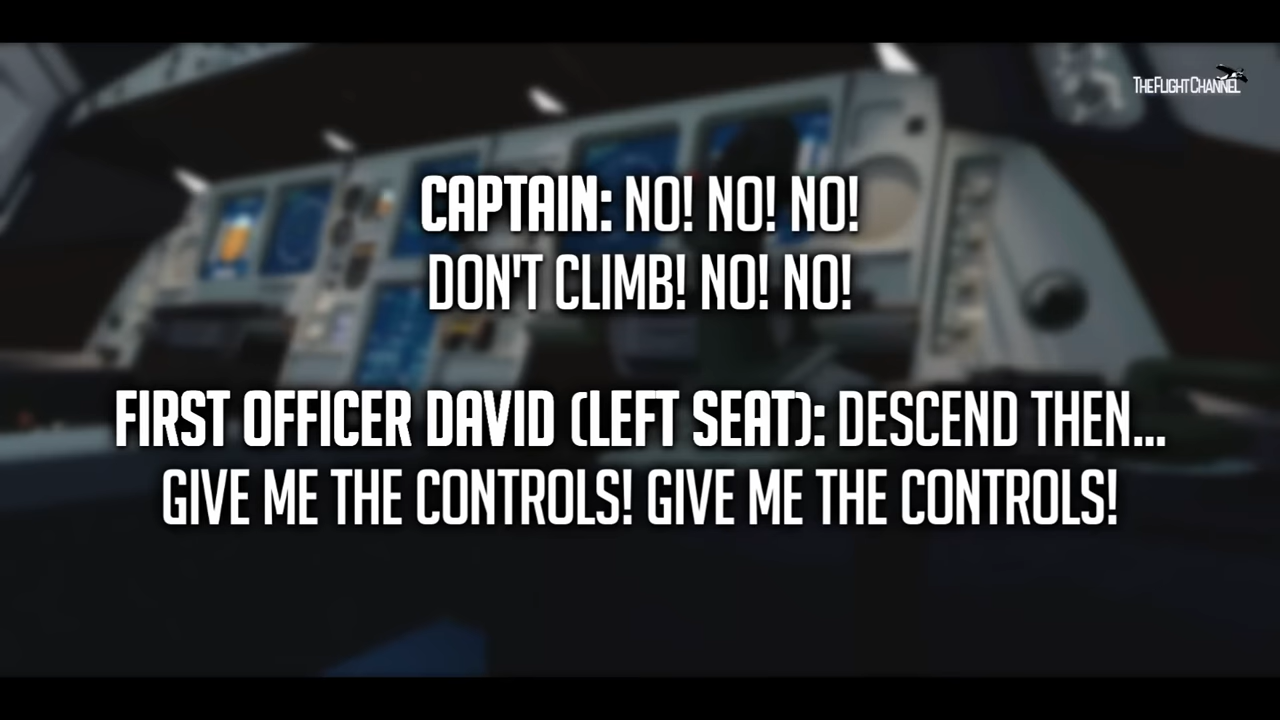 THEFLIGHTCHANNEL
CAPTAIN: NO! NO! NO!
DON'T CLIMB! NO! NO!
FIRST OFFICER DAVID (LEFT SEAT): DESCEND THEN...
GIVE ME THE CONTROLS! GIVE ME THE CONTROLS!